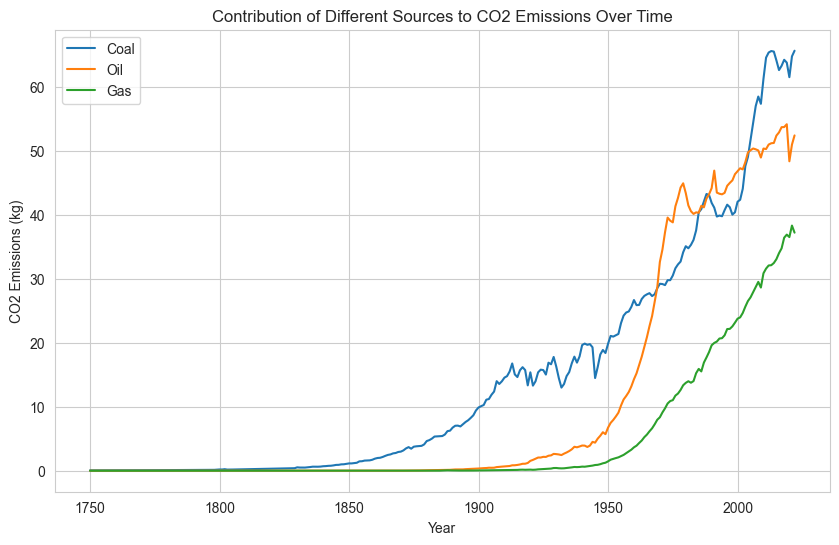 Contribution of Different Sources to CO2 Emissions Over Time
Coal
Oil
Gas
CO2 Emissions (kg)
60
50
40
30
20
10
0
1750
1800
1850
1900
1950
2000
Year